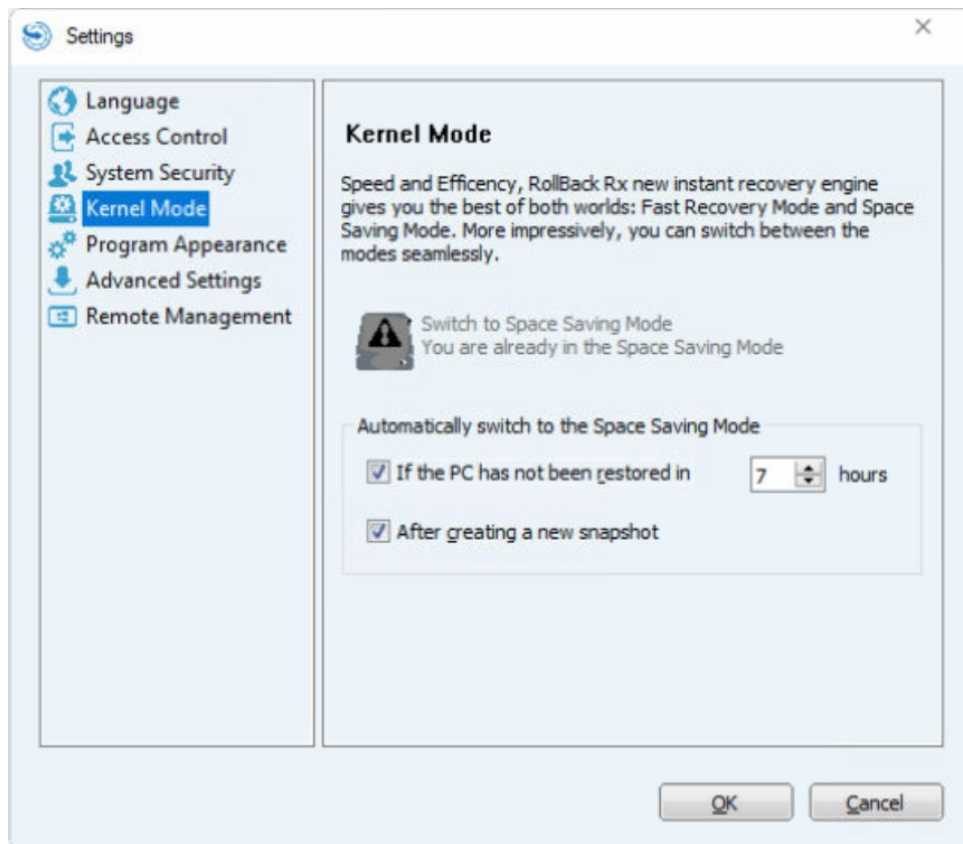 Settings
Language
Access Control
System Security
Kernel Mode
Program Appearance
Advanced Settings
Remote Management
Kernel Mode
Speed and Efficency, RollBack Rx new instant recovery engine
gives you the best of both worlds: Fast Recovery Mode and Space
Saving Mode. More impressively, you can switch between the
modes seamlessly.
Switch to Space Saving Mode
You are already in the Space Saving Mode
Automatically switch to the Space Saving Mode
If the PC has not been restored in 7 hours
After creating a new snapshot
OK Cancel